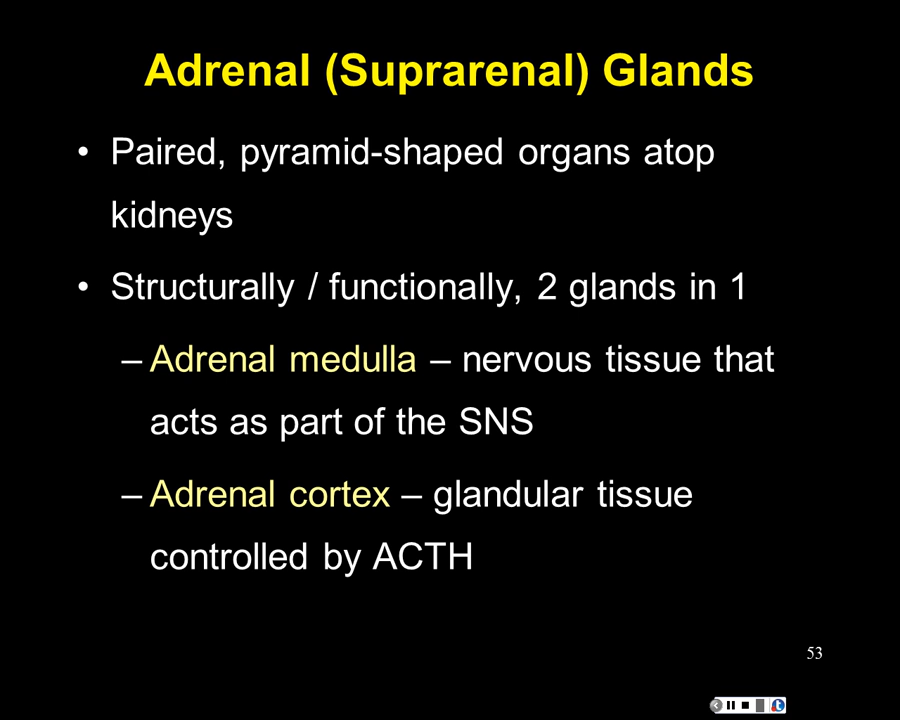 Adrenal (Suprarenal) Glands
• Paired, pyramid-shaped organs atop
kidneys
• Structurally / functionally, 2 glands in 1
– Adrenal medulla – nervous tissue that
acts as part of the SNS
– Adrenal cortex – glandular tissue
controlled by ACTH
53